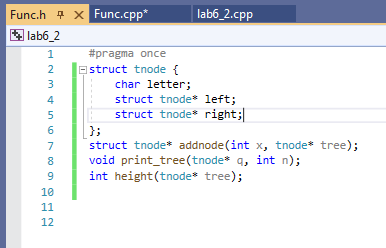 Func.h Func.cpp* lab6_2.cpp
lab6_2
1 #pragma once
2 struct tnode {
3 char letter;
4 struct tnode* left;
5 struct tnode* right;
6 };
7 struct tnode* addnode(int x, tnode* tree);
8 void print_tree(tnode* q, int n);
9 int height(tnode* tree);
10
11
12